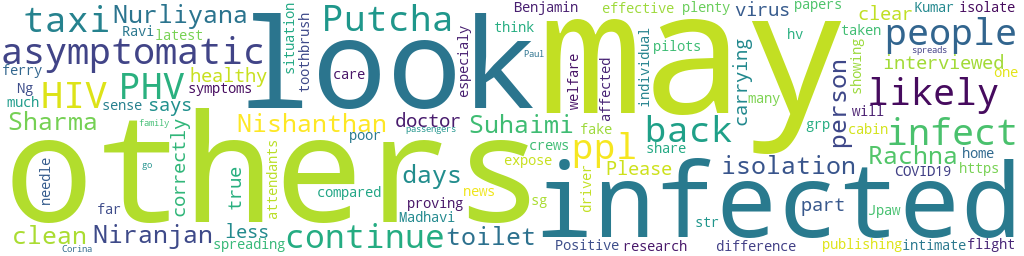 taxi
Nurliyana
Ravi
latest
asymptomatic
situation
toothbrush
look
Putcha
care
especialy
Benjamin
think
Paul
may
effective
plenty
pilots
individual
welfare
affected
virus
papers
hv
carrying
many
clear
taken
showing
Kumar
isolate
people
interviewed
one
likely
will
ferry
Ng
much
HIV
PHV
healthy
symptoms
sense
says
Sharma
family
go
correctly
Nishanthan
poor
doctor
passengers
Suhaimi
crews
expose
fake
ppl
back
share
Please
grp
person
cabin
infect
Rachna
home
isolation
COVID19
https
needle
others
true
attendants
compared
days
news
proving
sg
driver
infected
part
Jpaw
far
Madhavi
str
clean
Niranjan
less
spreading
continue
toilet
Corina
Positive
research
difference
publishing
intimate
flight
spreads